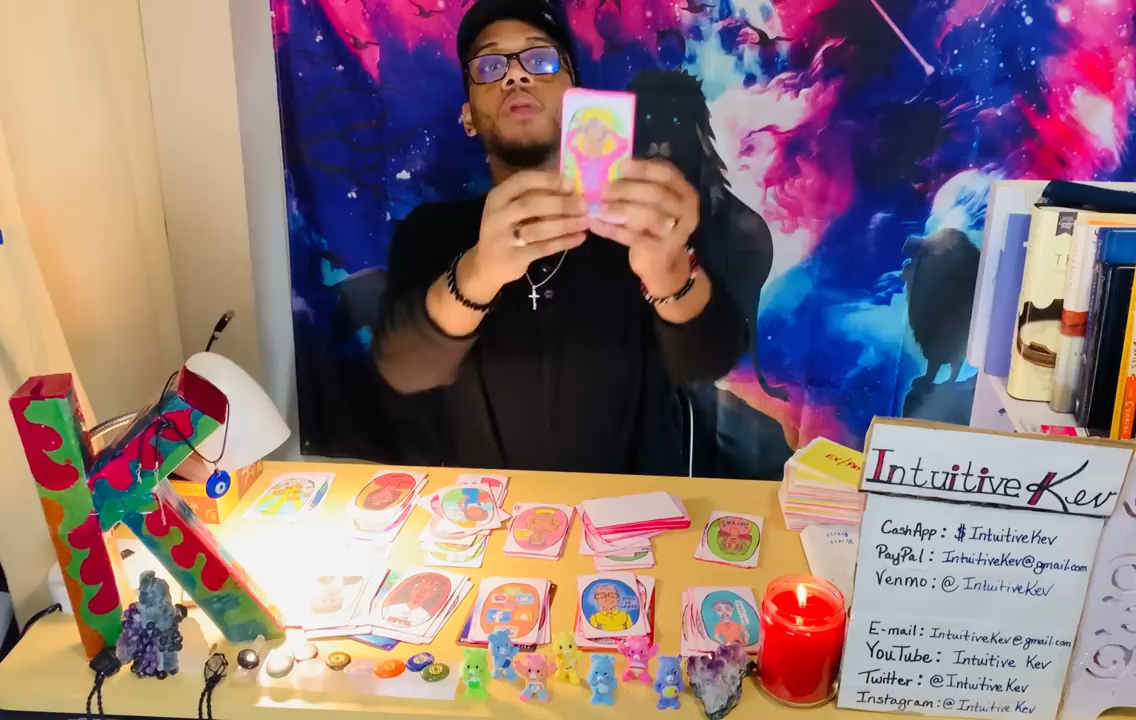 Intuitive Kev
CashApp: $ IntuitiveKev
PayPal: IntuitiveKev@gmail.com
Venmo: @IntuitiveKev
E-mail: IntuitiveKev@gmail.com
YouTube: Intuitive Kev
Twitter: @IntuitiveKev
Instagram: @IntuitiveKev